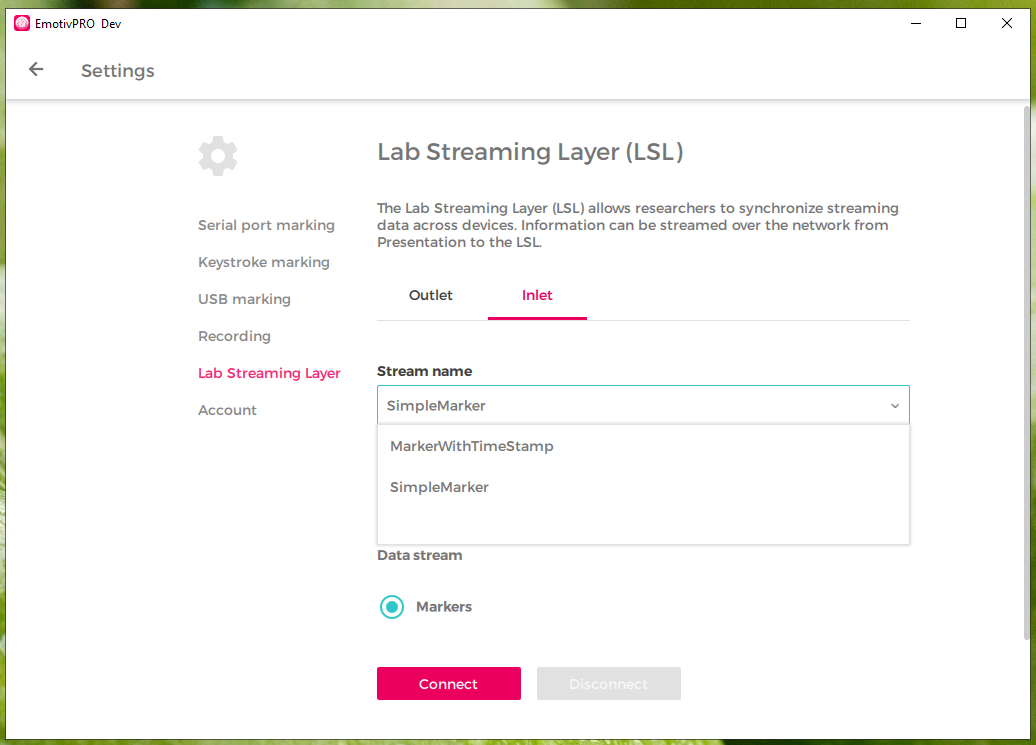 EmotivPRO Dev
Settings
Lab Streaming Layer (LSL)
The Lab Streaming Layer (LSL) allows researchers to synchronize streaming
data across devices. Information can be streamed over the network from
Presentation to the LSL.
Serial port marking
Keystroke marking
USB marking
Recording
Lab Streaming Layer
Account
Outlet Inlet
Stream name
SimpleMarker
MarkerWithTimeStamp
SimpleMarker
Data stream
Markers
Connect Disconnect